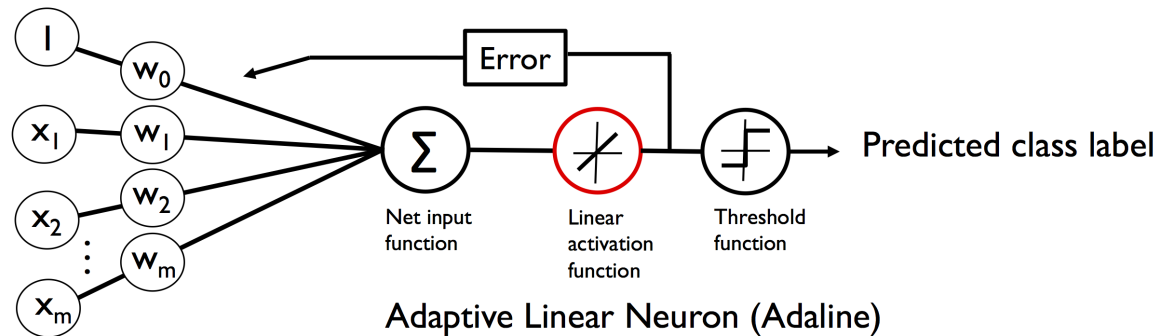 1
w0
x1
w1
x2
w2
⋮
xm
wm
Error
Σ
Net input
function
Linear
activation
function
Threshold
function
Predicted class label
Adaptive Linear Neuron (Adaline)